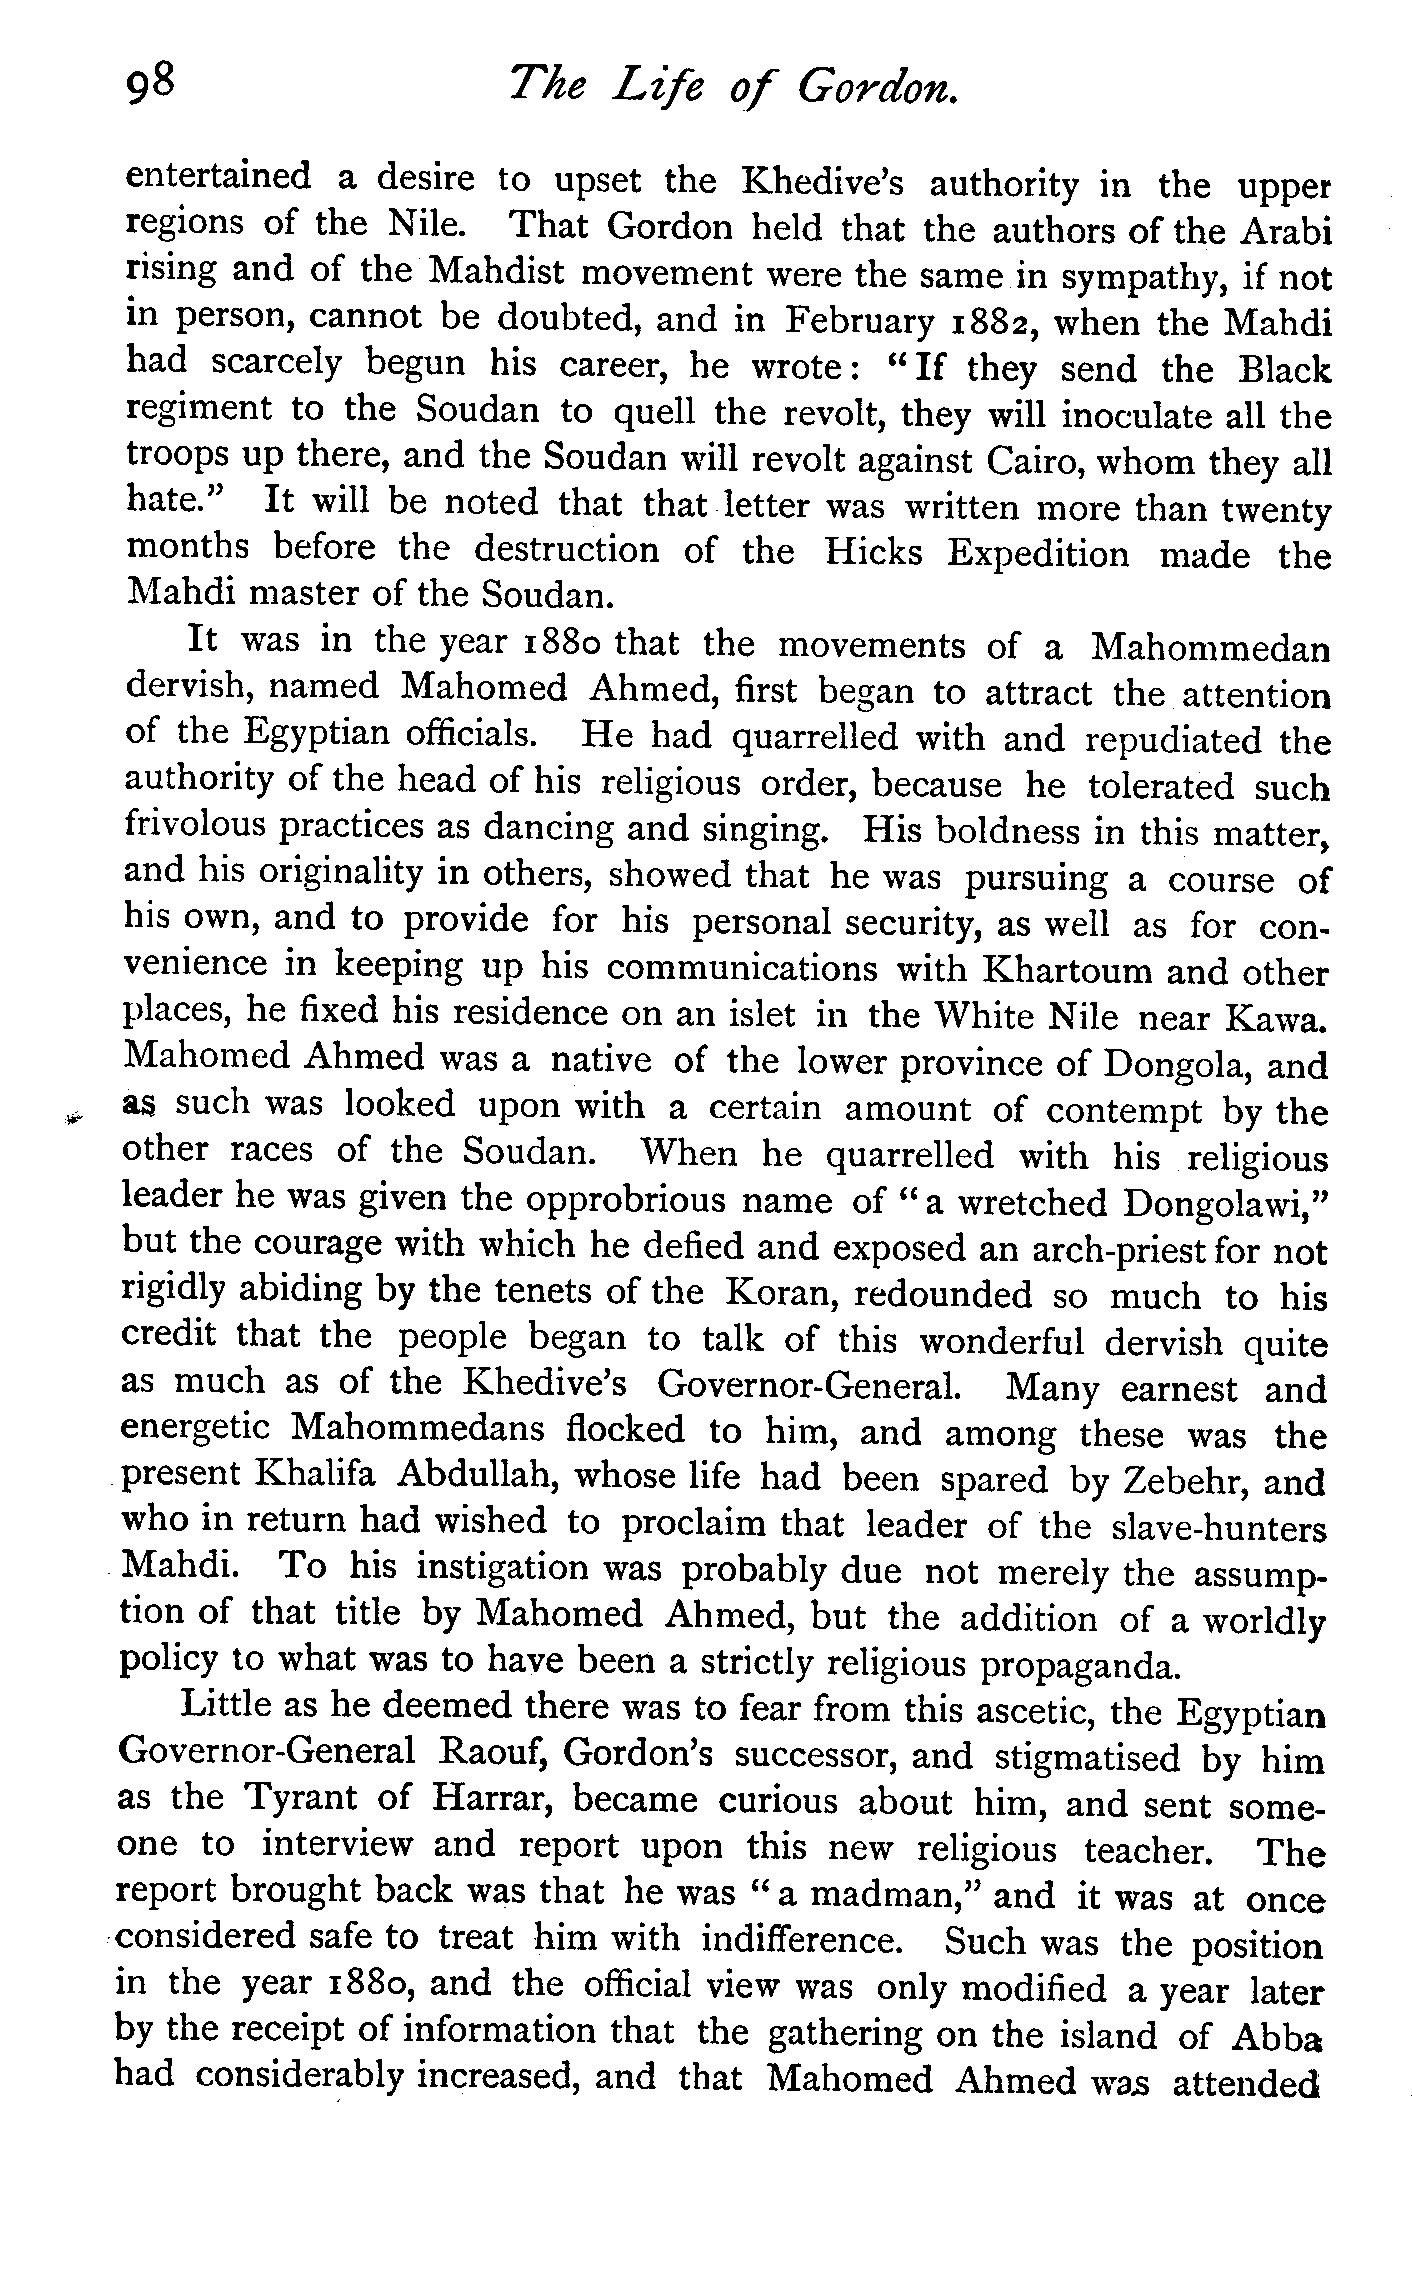 98 The Life of Gordon.
entertained a desire to upset the Khedive's authority in the upper
regions of the Nile. That Gordon held that the authors of the Arabi
rising and of the Mahdist movement were the same in sympathy, if not
in person, cannot be doubted, and in February 1882, when the Mahdi
had scarcely begun his career, he wrote: "If they send the Black
regiment to the Soudan to quell the revolt, they will inoculate all the
troops up there, and the Soudan will revolt against Cairo, whom they all
hate." It will be noted that that letter was written more than twenty
months before the destruction of the Hicks Expedition made the
Mahdi master of the Soudan.
It was in the year 1880 that the movements of a Mahommedan
dervish, named Mahomed Ahmed, first began to attract the attention
of the Egyptian officials. He had quarrelled with and repudiated the
authority of the head of his religious order, because he tolerated such
frivolous practices as dancing and singing. His boldness in this matter,
and his originality in others, showed that he was pursuing a course of
his own, and to provide for his personal security, as well as for con-
venience in keeping up his communications with Khartoum and other
places, he fixed his residence on an islet in the White Nile near Kawa.
Mahomed Ahmed was a native of the lower province of Dongola, and
as such was looked upon with a certain amount of contempt by the
other races of the Soudan. When he quarrelled with his religious
leader he was given the opprobrious name of "a wretched Dongolawi,"
but the courage with which he defied and exposed an arch-priest for not
rigidly abiding by the tenets of the Koran, redounded so much to his
credit that the people began to talk of this wonderful dervish quite
as much as of the Khedive's Governor-General. Many earnest and
energetic Mahommedans flocked to him, and among these was the
present Khalifa Abdullah, whose life had been spared by Zebehr, and
who in return had wished to proclaim that leader of the slave-hunters
Mahdi. To his instigation was probably due not merely the assump-
tion of that title by Mahomed Ahmed, but the addition of a worldly
policy to what was to have been a strictly religious propaganda.
Little as he deemed there was to fear from this ascetic, the Egyptian
Governor-General Raouf, Gordon's successor, and stigmatised by him
as the Tyrant of Harrar, became curious about him, and sent some-
one to interview and report upon this new religious teacher. The
report brought back was that he was "a madman," and it was at once
considered safe to treat him with indifference. Such was the position
in the year 1880, and the official view was only modified a year later
by the receipt of information that the gathering on the island of Abba
had considerably increased, and that Mahomed Ahmed was attended